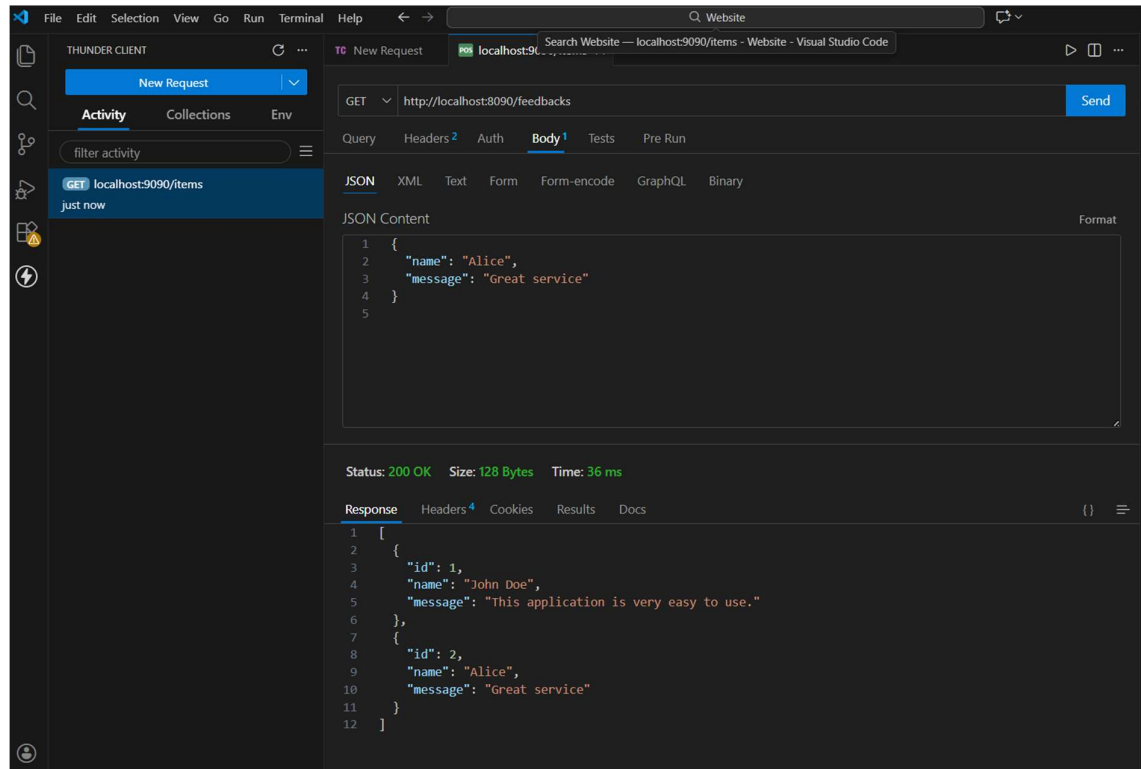 File Edit Selection View Go Run Terminal Help Website
THUNDER CLIENT
New Request
Activity Collections Env
filter activity
GET localhost:9090/items
just now
TC New Request POS localhost:90
Search Website — localhost:9090/items - Website - Visual Studio Code
GET http://localhost:8090/feedbacks Send
Query Headers 2 Auth Body 1 Tests Pre Run
JSON XML Text Form Form-encode GraphQL Binary
JSON Content Format
1 {
2 "name": "Alice",
3 "message": "Great service"
4 }
5
Status: 200 OK Size: 128 Bytes Time: 36 ms
Response Headers 4 Cookies Results Docs {}
1 [
2 {
3 "id": 1,
4 "name": "John Doe",
5 "message": "This application is very easy to use."
6 },
7 {
8 "id": 2,
9 "name": "Alice",
10 "message": "Great service"
11 }
12 ]